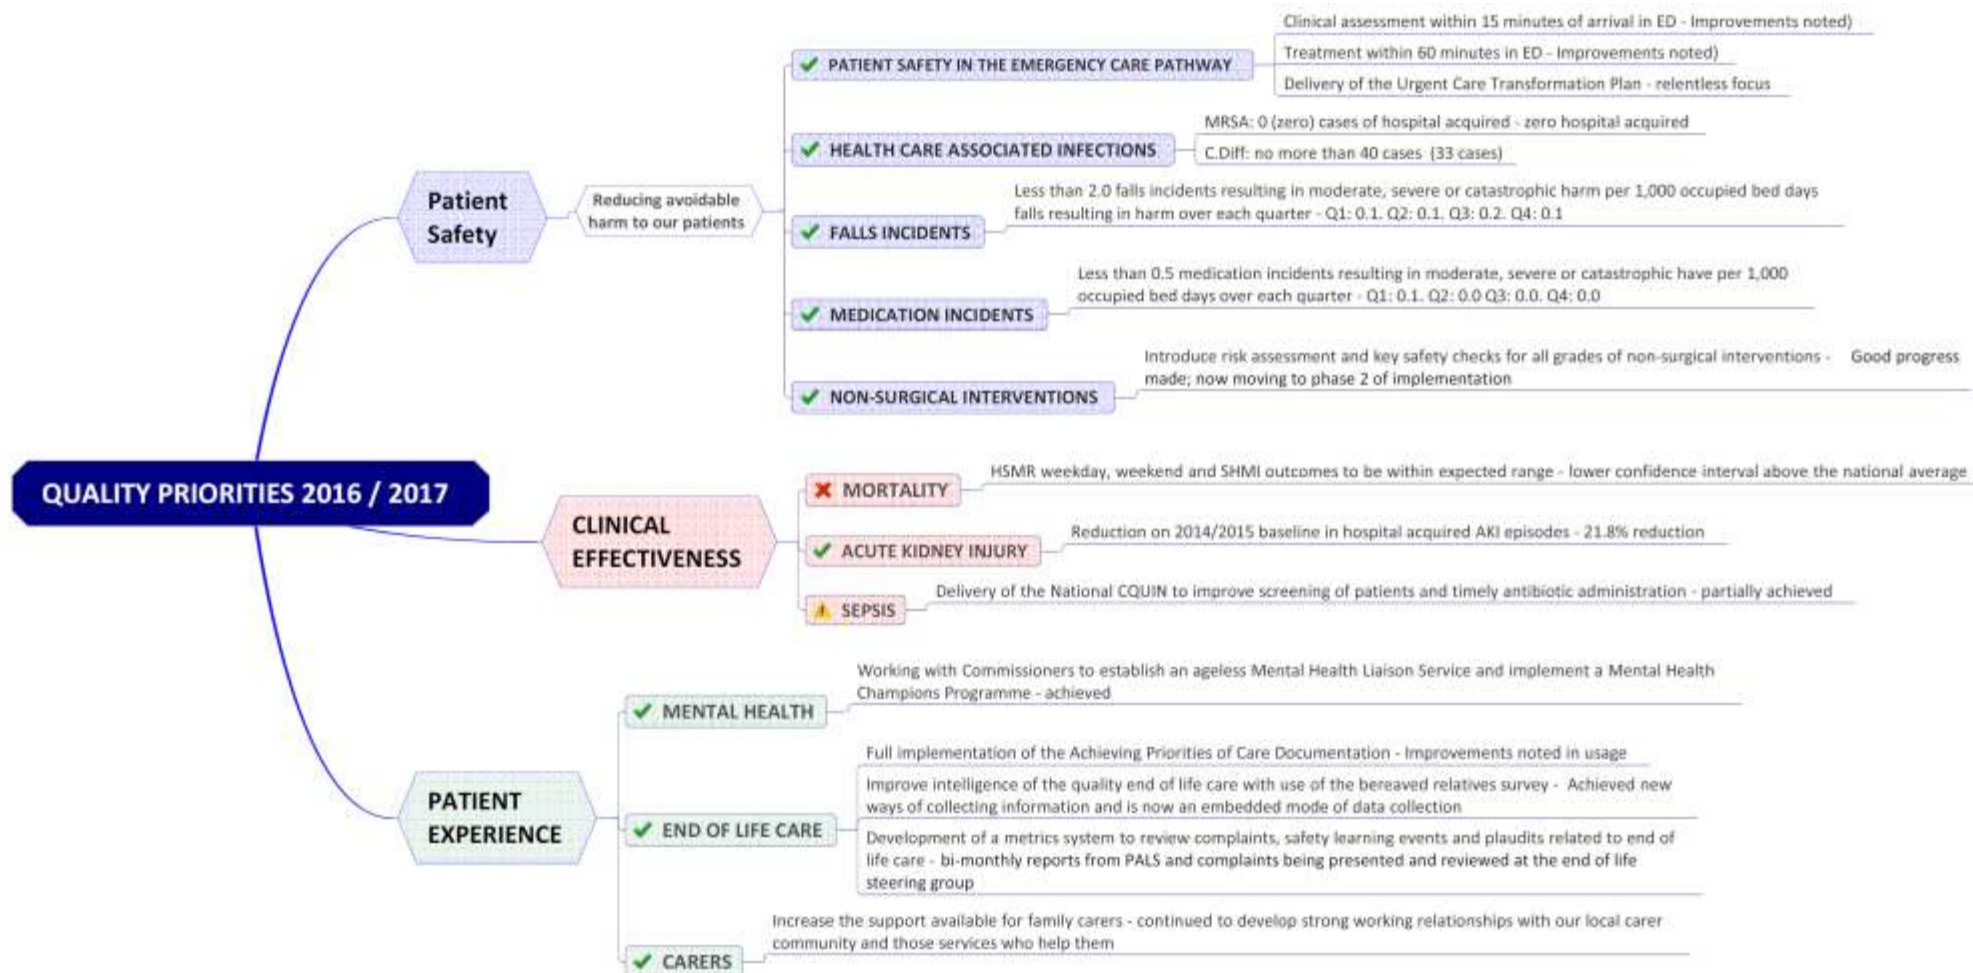 QUALITY PRIORITIES 2016 / 2017
Patient
Safety
Reducing avoidable
harm to our patients
PATIENT SAFETY IN THE EMERGENCY CARE PATHWAY
Clinical assessment within 15 minutes of arrival in ED - Improvements noted)
Treatment within 60 minutes in ED - Improvements noted)
Delivery of the Urgent Care Transformation Plan - relentless focus
HEALTH CARE ASSOCIATED INFECTIONS
MRSA: 0 (zero) cases of hospital acquired - zero hospital acquired
C.Diff: no more than 40 cases (33 cases)
FALLS INCIDENTS
Less than 2.0 falls incidents resulting in moderate, severe or catastrophic harm per 1,000 occupied bed days
falls resulting in harm over each quarter - Q1: 0.1. Q2: 0.1. Q3: 0.2. Q4: 0.1
MEDICATION INCIDENTS
Less than 0.5 medication incidents resulting in moderate, severe or catastrophic have per 1,000
occupied bed days over each quarter - Q1: 0.1. Q2: 0.0 Q3: 0.0. Q4: 0.0
NON-SURGICAL INTERVENTIONS
Introduce risk assessment and key safety checks for all grades of non-surgical interventions - Good progress
made; now moving to phase 2 of implementation
CLINICAL
EFFECTIVENESS
MORTALITY
HSMR weekday, weekend and SHMI outcomes to be within expected range - lower confidence interval above the national average
ACUTE KIDNEY INJURY
Reduction on 2014/2015 baseline in hospital acquired AKI episodes - 21.8% reduction
SEPSIS
Delivery of the National CQUIN to improve screening of patients and timely antibiotic administration - partially achieved
PATIENT
EXPERIENCE
MENTAL HEALTH
Working with Commissioners to establish an ageless Mental Health Liaison Service and implement a Mental Health
Champions Programme - achieved
END OF LIFE CARE
Full implementation of the Achieving Priorities of Care Documentation - Improvements noted in usage
Improve intelligence of the quality end of life care with use of the bereaved relatives survey - Achieved new
ways of collecting information and is now an embedded mode of data collection
Development of a metrics system to review complaints, safety learning events and plaudits related to end of
life care - bi-monthly reports from PALS and complaints being presented and reviewed at the end of life
steering group
CARERS
Increase the support available for family carers - continued to develop strong working relationships with our local carer
community and those services who help them